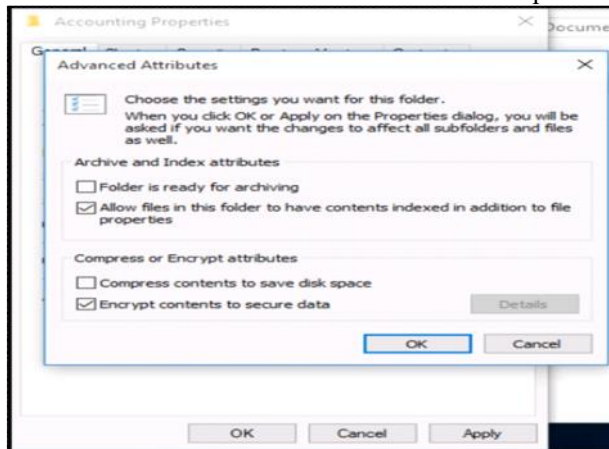 Accounting Properties
Docume
Advanced Attributes
Choose the settings you want for this folder.
When you click OK or Apply on the Properties dialog, you will be
asked if you want the changes to affect all subfolders and files
as well.
Archive and Index attributes
Folder is ready for archiving
Allow files in this folder to have contents indexed in addition to file
properties
Compress or Encrypt attributes
Compress contents to save disk space
Encrypt contents to secure data
Details
OK Cancel
OK Cancel Apply